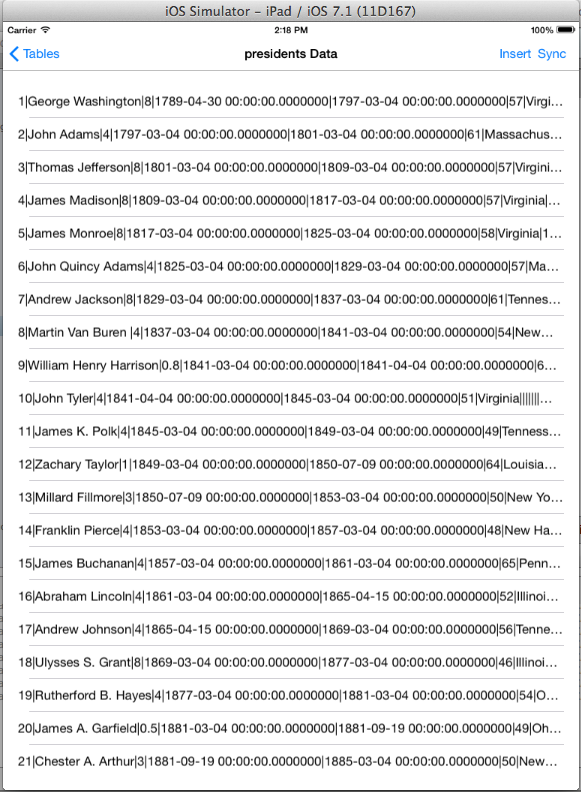 iOS Simulator – iPad / iOS 7.1 (11D167)
Carrier 2:18 PM 100%
Tables presidents Data Insert Sync
1|George Washington|8|1789-04-30 00:00:00.0000000|1797-03-04 00:00:00.0000000|57|Virgi...
2|John Adams|4|1797-03-04 00:00:00.0000000|1801-03-04 00:00:00.0000000|61|Massachus...
3|Thomas Jefferson|8|1801-03-04 00:00:00.0000000|1809-03-04 00:00:00.0000000|57|Virgini...
4|James Madison|8|1809-03-04 00:00:00.0000000|1817-03-04 00:00:00.0000000|57|Virginia|...
5|James Monroe|8|1817-03-04 00:00:00.0000000|1825-03-04 00:00:00.0000000|58|Virginia|1...
6|John Quincy Adams|4|1825-03-04 00:00:00.0000000|1829-03-04 00:00:00.0000000|57|Ma...
7|Andrew Jackson|8|1829-03-04 00:00:00.0000000|1837-03-04 00:00:00.0000000|61|Tennes...
8|Martin Van Buren |4|1837-03-04 00:00:00.0000000|1841-03-04 00:00:00.0000000|54|New...
9|William Henry Harrison|0.8|1841-03-04 00:00:00.0000000|1841-04-04 00:00:00.0000000|6...
10|John Tyler|4|1841-04-04 00:00:00.0000000|1845-03-04 00:00:00.0000000|51|Virginia|||||||...
11|James K. Polk|4|1845-03-04 00:00:00.0000000|1849-03-04 00:00:00.0000000|49|Tenness...
12|Zachary Taylor|1|1849-03-04 00:00:00.0000000|1850-07-09 00:00:00.0000000|64|Louisia...
13|Millard Fillmore|3|1850-07-09 00:00:00.0000000|1853-03-04 00:00:00.0000000|50|New Yo...
14|Franklin Pierce|4|1853-03-04 00:00:00.0000000|1857-03-04 00:00:00.0000000|48|New Ha...
15|James Buchanan|4|1857-03-04 00:00:00.0000000|1861-03-04 00:00:00.0000000|65|Penn...
16|Abraham Lincoln|4|1861-03-04 00:00:00.0000000|1865-04-15 00:00:00.0000000|52|Illinoi...
17|Andrew Johnson|4|1865-04-15 00:00:00.0000000|1869-03-04 00:00:00.0000000|56|Tenne...
18|Ulysses S. Grant|8|1869-03-04 00:00:00.0000000|1877-03-04 00:00:00.0000000|46|Illinoi...
19|Rutherford B. Hayes|4|1877-03-04 00:00:00.0000000|1881-03-04 00:00:00.0000000|54|O...
20|James A. Garfield|0.5|1881-03-04 00:00:00.0000000|1881-09-19 00:00:00.0000000|49|Oh...
21|Chester A. Arthur|3|1881-09-19 00:00:00.0000000|1885-03-04 00:00:00.0000000|50|New...